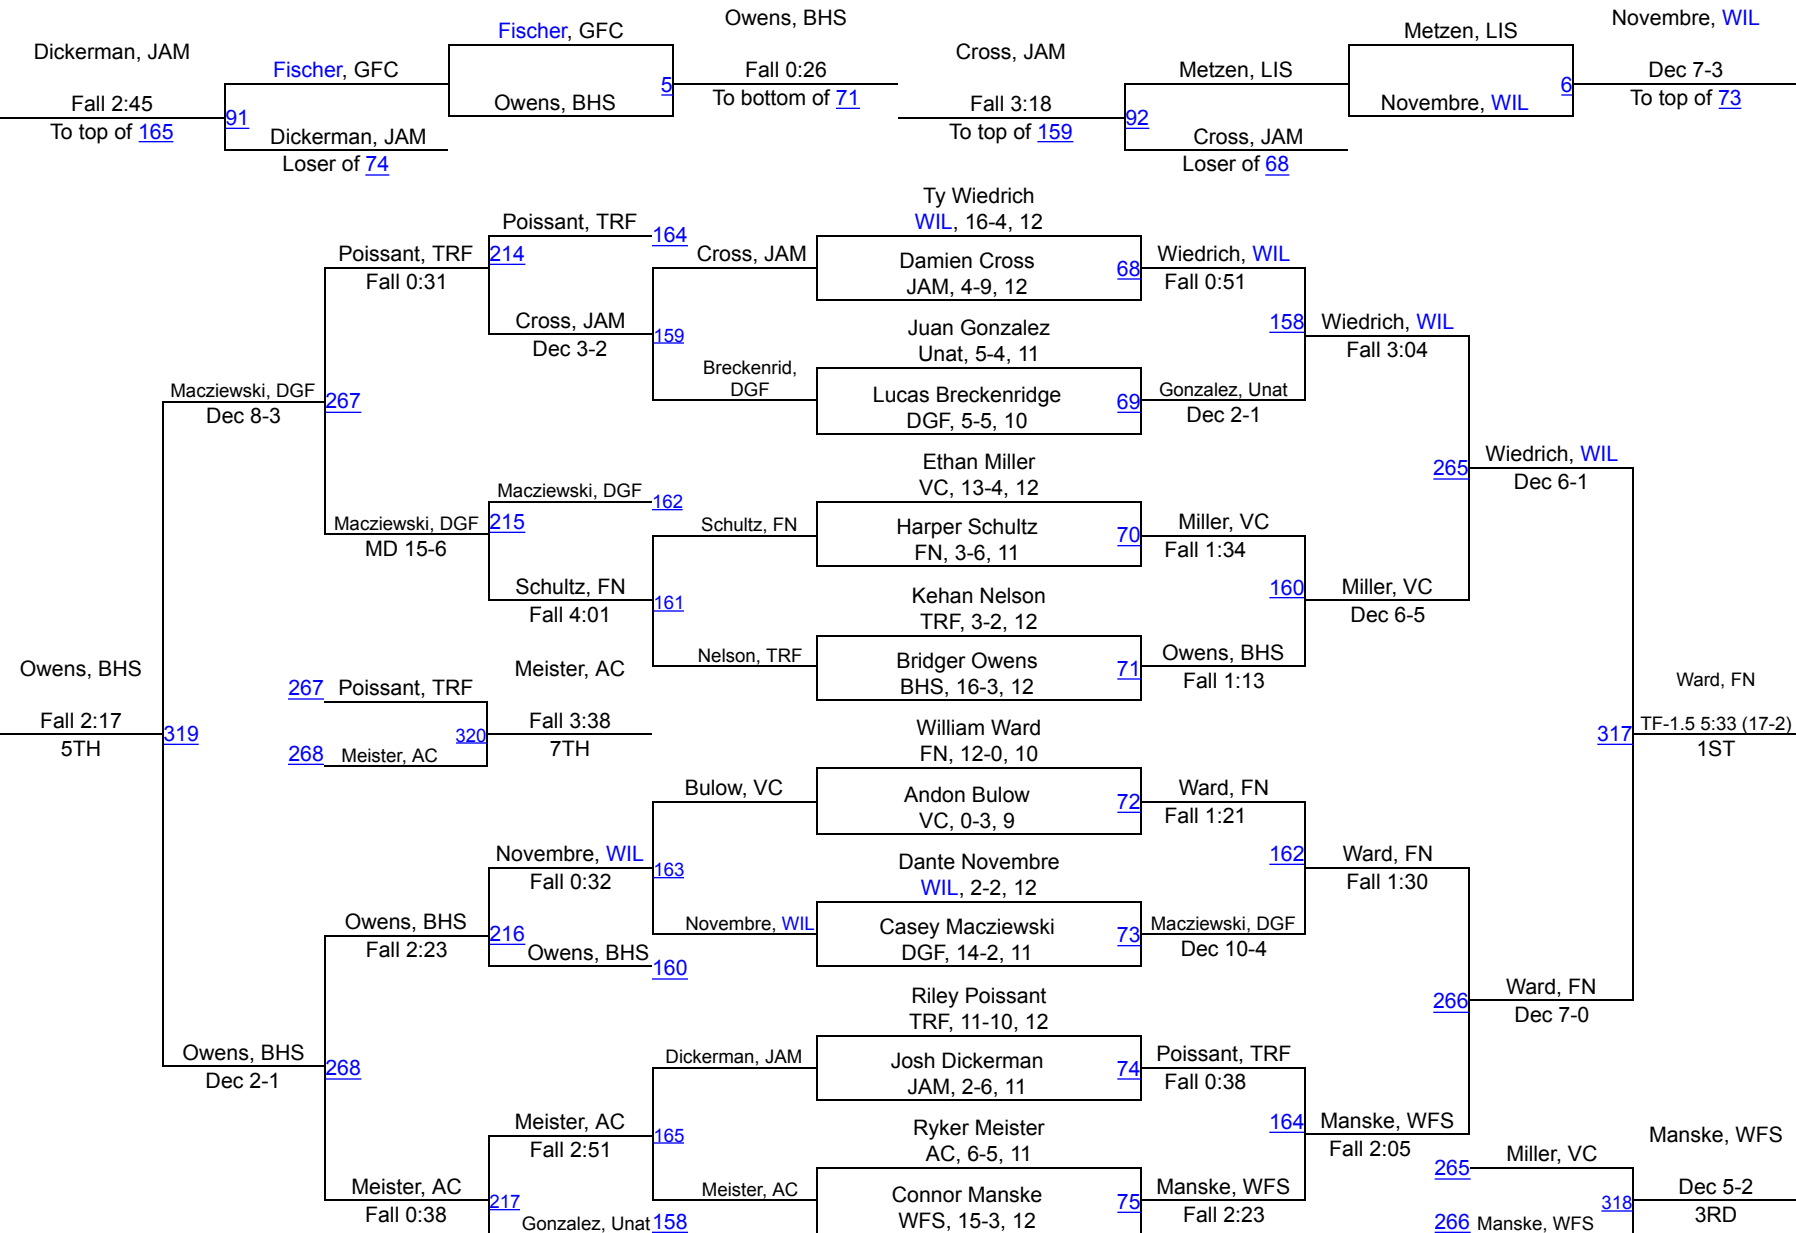 Dickerman, JAM
Fall 2:45
To top of 165
91
Fischer, GFC
Dickerman, JAM
Loser of 74
Fischer, GFC
Owens, BHS
5
Owens, BHS
Fall 0:26
To bottom of 71
Cross, JAM
Fall 3:18
To top of 159
92
Metzen, LIS
Cross, JAM
Loser of 68
Metzen, LIS
Novembre, WIL
6
Novembre, WIL
Dec 7-3
To top of 73
Ty Wiedrich
WIL, 16-4, 12
Damien Cross
JAM, 4-9, 12
68
Juan Gonzalez
Unat, 5-4, 11
Lucas Breckenridge
DGF, 5-5, 10
69
Ethan Miller
VC, 13-4, 12
Harper Schultz
FN, 3-6, 11
70
Kehan Nelson
TRF, 3-2, 12
Bridger Owens
BHS, 16-3, 12
71
William Ward
FN, 12-0, 10
Andon Bulow
VC, 0-3, 9
72
Dante Novembre
WIL, 2-2, 12
Casey Macziewski
DGF, 14-2, 11
73
Riley Poissant
TRF, 11-10, 12
Josh Dickerman
JAM, 2-6, 11
74
Ryker Meister
AC, 6-5, 11
Connor Manske
WFS, 15-3, 12
75
Wiedrich, WIL
Fall 0:51
158
Gonzalez, Unat
Dec 2-1
Miller, VC
Fall 1:34
160
Owens, BHS
Fall 1:13
Ward, FN
Fall 1:21
162
Macziewski, DGF
Dec 10-4
Poissant, TRF
Fall 0:38
164
Manske, WFS
Fall 2:23
Wiedrich, WIL
Fall 3:04
265
Miller, VC
Dec 6-5
Ward, FN
Fall 1:30
266
Manske, WFS
Fall 2:05
Wiedrich, WIL
Dec 6-1
317
Ward, FN
Dec 7-0
Ward, FN
TF-1.5 5:33 (17-2)
1ST
265
Miller, VC
318
266 Manske, WFS
Manske, WFS
Dec 5-2
3RD
Cross, JAM
159
Breckenrid,
DGF
Schultz, FN
161
Nelson, TRF
Bulow, VC
163
Novembre, WIL
Dickerman, JAM
165
Meister, AC
Poissant, TRF
164
214
Cross, JAM
Dec 3-2
Macziewski, DGF
162
215
Schultz, FN
Fall 4:01
Novembre, WIL
Fall 0:32
216
Owens, BHS
160
Meister, AC
Fall 2:51
217
Gonzalez, Unat 158
Poissant, TRF
Fall 0:31
267
Macziewski, DGF
MD 15-6
Owens, BHS
Fall 2:23
268
Meister, AC
Fall 0:38
Macziewski, DGF
Dec 8-3
319
Owens, BHS
Dec 2-1
Owens, BHS
Fall 2:17
5TH
267 Poissant, TRF
320
268 Meister, AC
Meister, AC
Fall 3:38
7TH